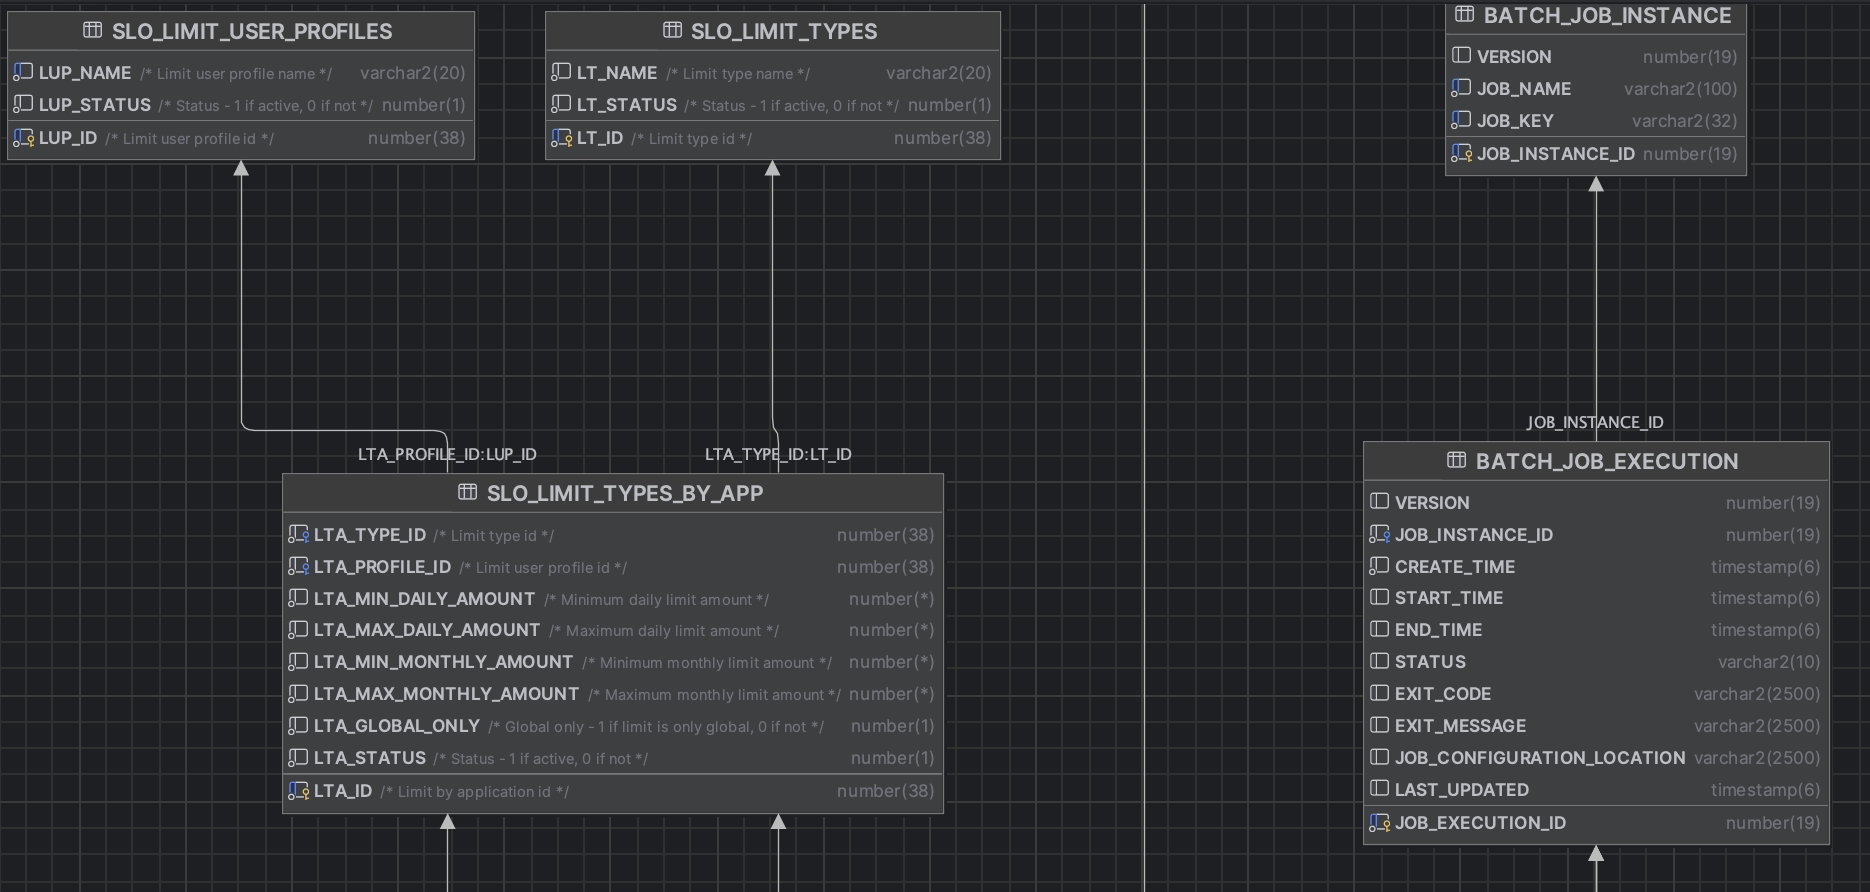 SLO_LIMIT_USER_PROFILES
LUP_NAME /* Limit user profile name */ varchar2(20)
LUP_STATUS /* Status - 1 if active, 0 if not */ number(1)
LUP_ID /* Limit user profile id */ number(38)
SLO_LIMIT_TYPES
LT_NAME /* Limit type name */ varchar2(20)
LT_STATUS /* Status - 1 if active, 0 if not */ number(1)
LT_ID /* Limit type id */ number(38)
BATCH_JOB_INSTANCE
VERSION number(19)
JOB_NAME varchar2(100)
JOB_KEY varchar2(32)
JOB_INSTANCE_ID number(19)
LTA_PROFILE_ID:LUP_ID
LTA_TYPE_ID:LT_ID
SLO_LIMIT_TYPES_BY_APP
LTA_TYPE_ID /* Limit type id */ number(38)
LTA_PROFILE_ID /* Limit user profile id */ number(38)
LTA_MIN_DAILY_AMOUNT /* Minimum daily limit amount */ number(*)
LTA_MAX_DAILY_AMOUNT /* Maximum daily limit amount */ number(*)
LTA_MIN_MONTHLY_AMOUNT /* Minimum monthly limit amount */ number(*)
LTA_MAX_MONTHLY_AMOUNT /* Maximum monthly limit amount */ number(*)
LTA_GLOBAL_ONLY /* Global only - 1 if limit is only global, 0 if not */ number(1)
LTA_STATUS /* Status - 1 if active, 0 if not */ number(1)
LTA_ID /* Limit by application id */ number(38)
JOB_INSTANCE_ID
BATCH_JOB_EXECUTION
VERSION number(19)
JOB_INSTANCE_ID number(19)
CREATE_TIME timestamp(6)
START_TIME timestamp(6)
END_TIME timestamp(6)
STATUS varchar2(10)
EXIT_CODE varchar2(2500)
EXIT_MESSAGE varchar2(2500)
JOB_CONFIGURATION_LOCATION varchar2(2500)
LAST_UPDATED timestamp(6)
JOB_EXECUTION_ID number(19)